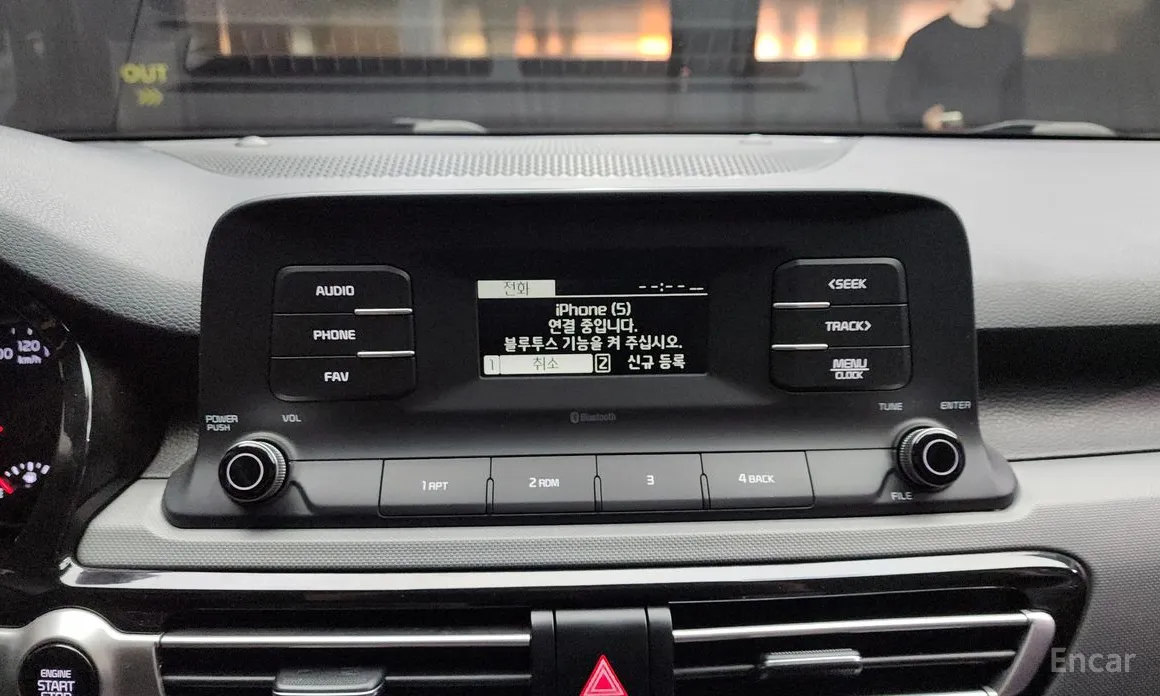 OUT
AUDIO
PHONE
FAV
전화
--:-- --
iPhone (5)
연결 중입니다.
블루투스 기능을 켜 주십시오.
1 취소 2 신규 등록
<SEEK
TRACK>
MENU
CLOCK
POWER
PUSH
VOL
Bluetooth
TUNE
ENTER
FILE
1 RPT
2 RDM
3
4 BACK
120
km/h
ENGINE
START
STOP
Encar